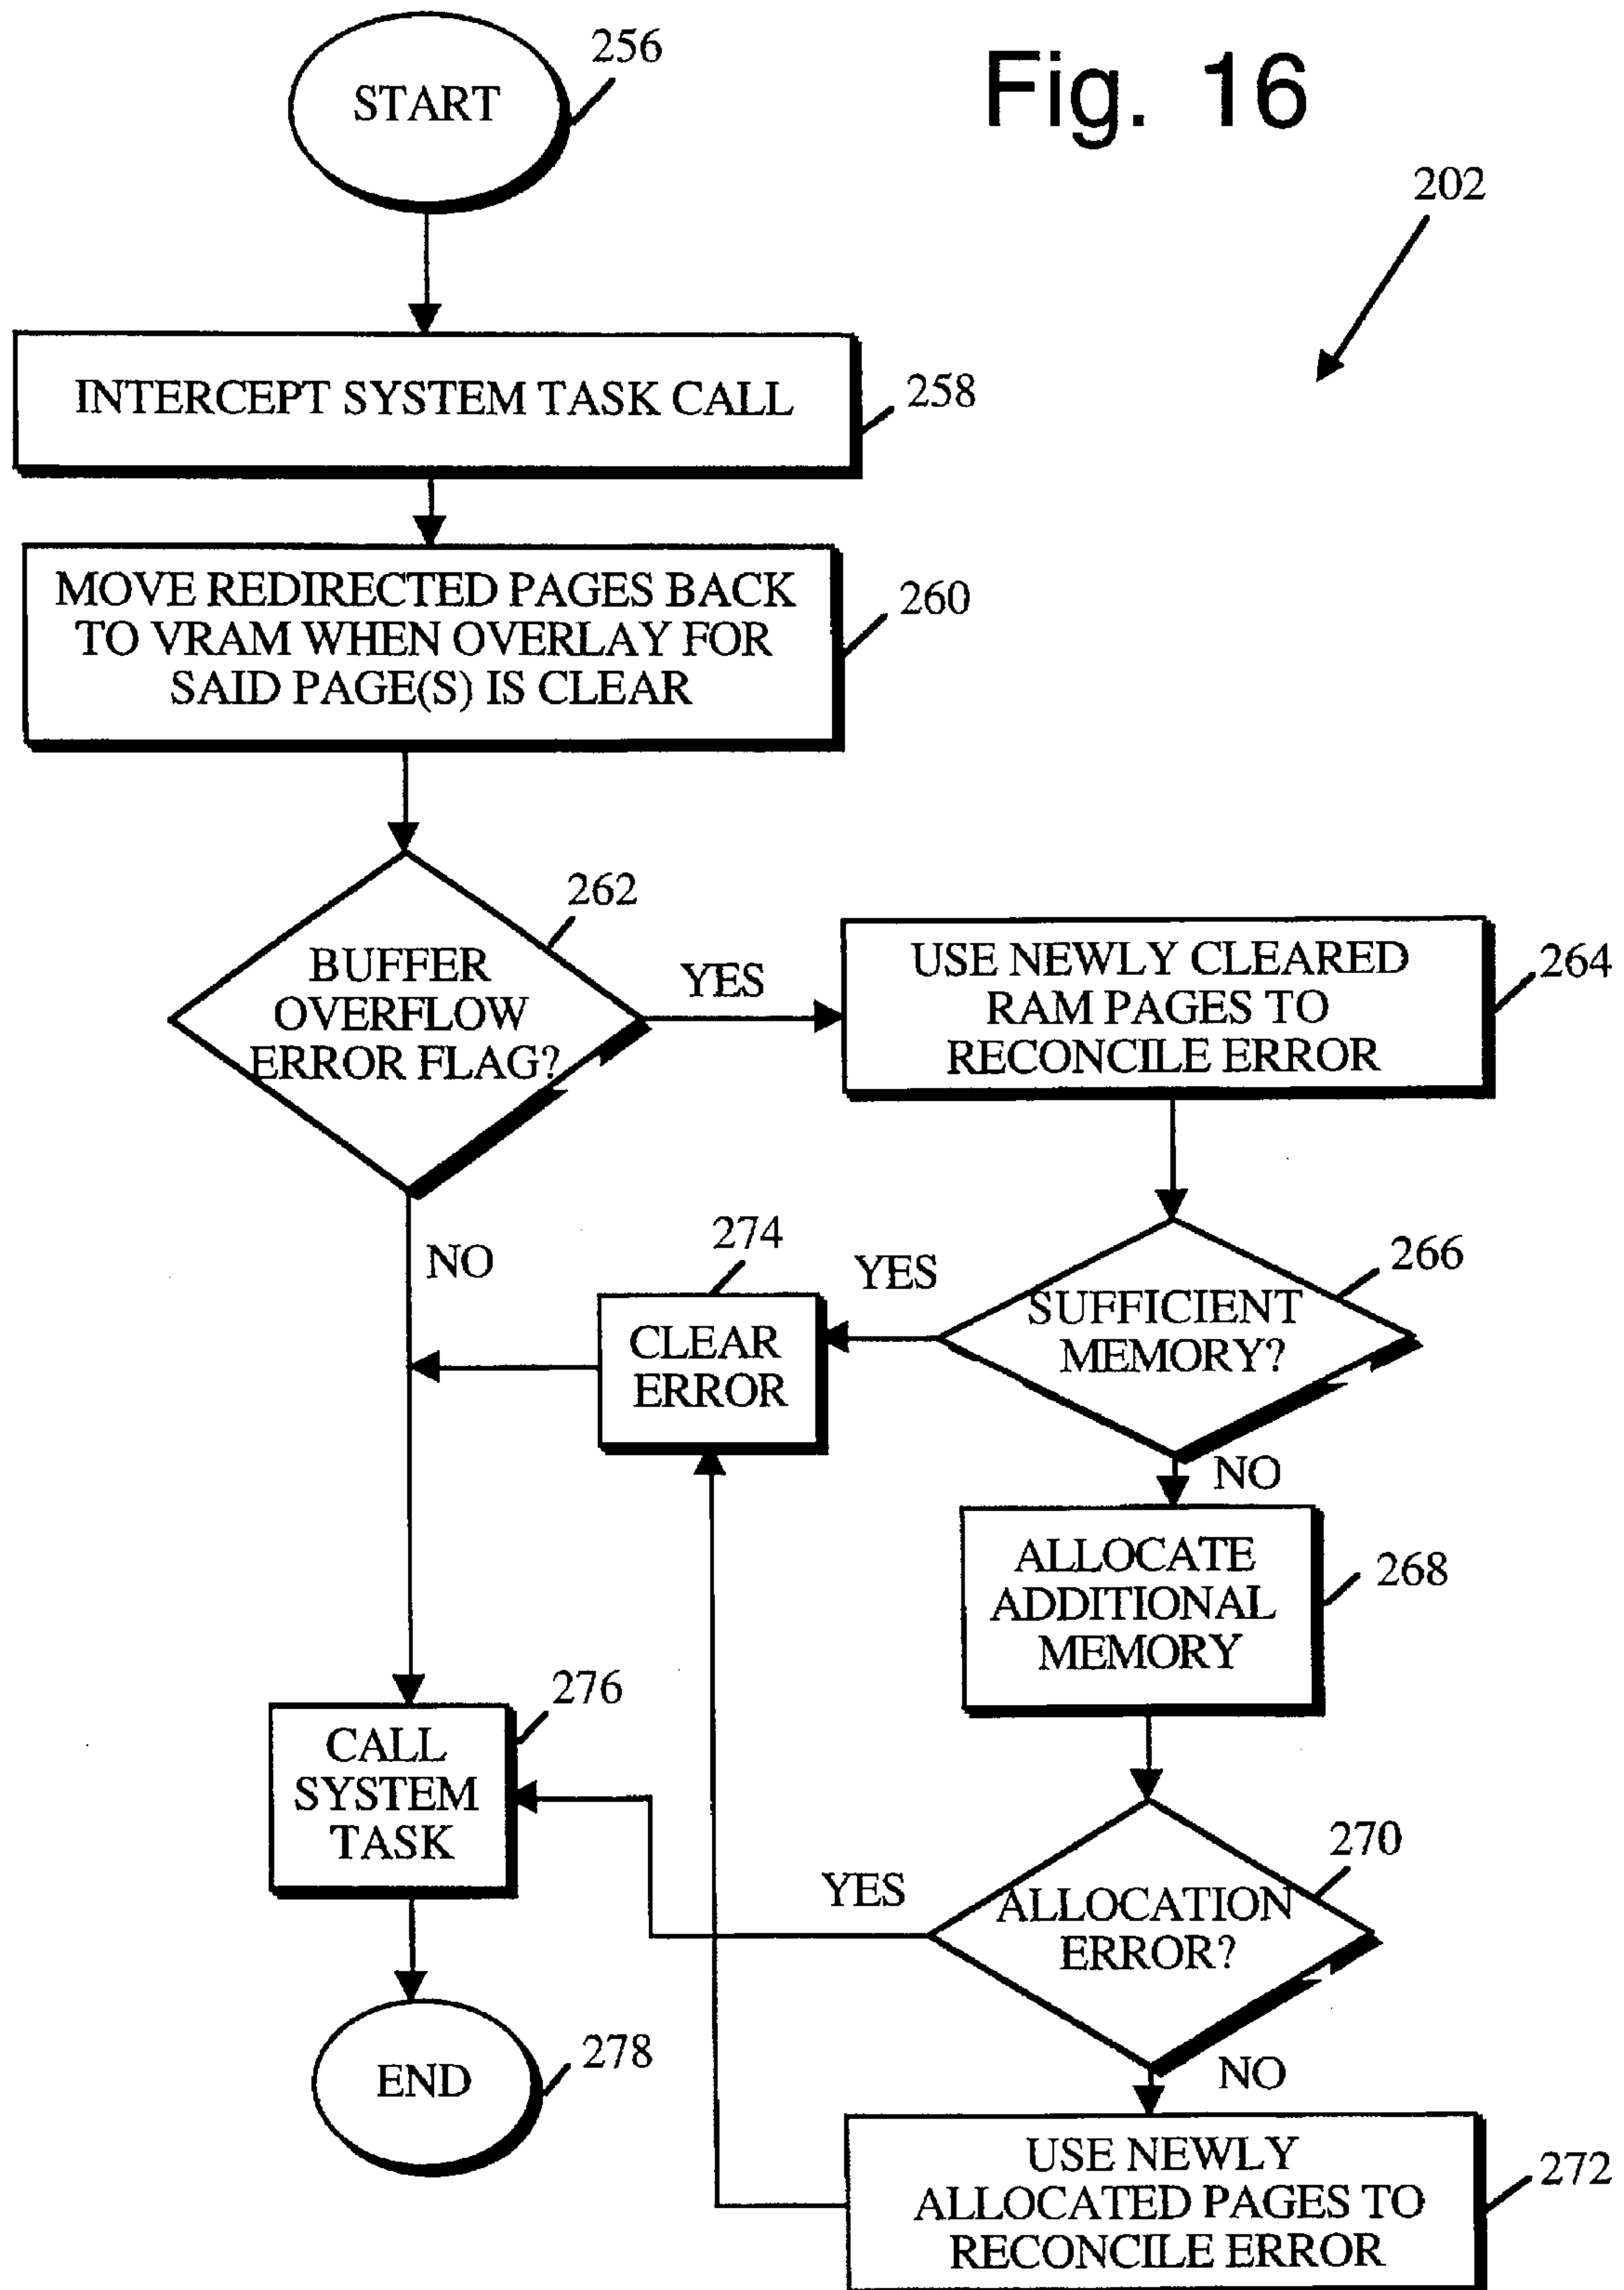 Fig. 16
202
START
256
INTERCEPT SYSTEM TASK CALL
258
MOVE REDIRECTED PAGES BACK
TO VRAM WHEN OVERLAY FOR
SAID PAGE(S) IS CLEAR
260
BUFFER
OVERFLOW
ERROR FLAG?
262
YES
NO
USE NEWLY CLEARED
RAM PAGES TO
RECONCILE ERROR
264
SUFFICIENT
MEMORY?
266
YES
NO
CLEAR
ERROR
274
ALLOCATE
ADDITIONAL
MEMORY
268
ALLOCATION
ERROR?
270
YES
NO
USE NEWLY
ALLOCATED PAGES TO
RECONCILE ERROR
272
CALL
SYSTEM
TASK
276
END
278